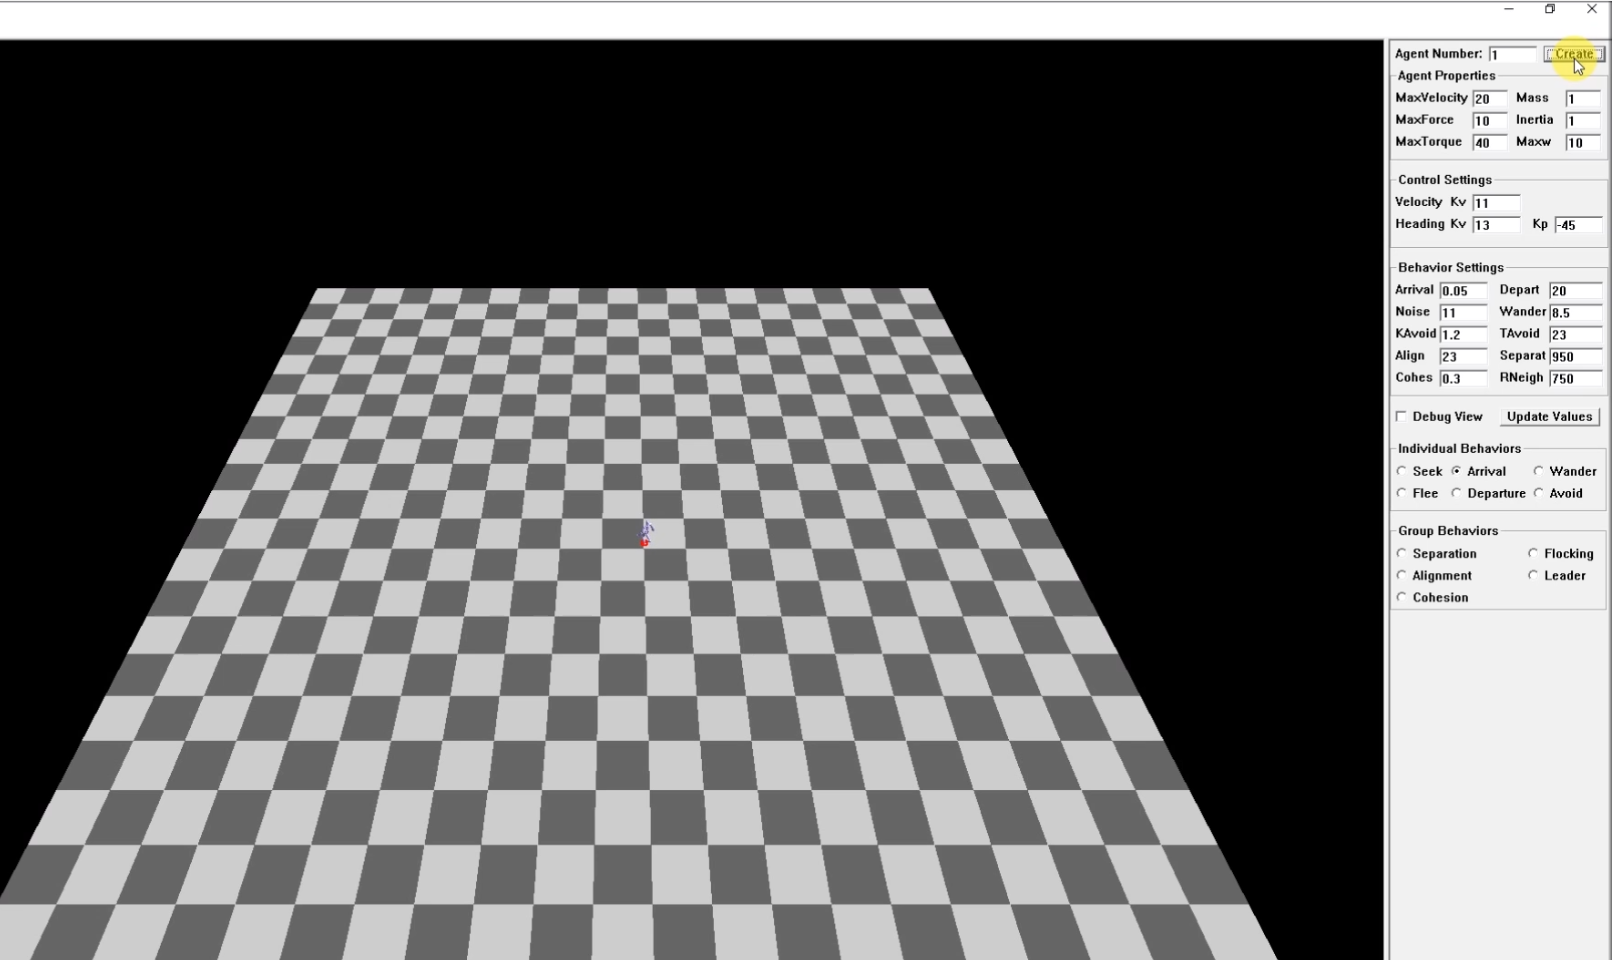 Agent Number: 1 Create
Agent Properties
MaxVelocity 20 Mass 1
MaxForce 10 Inertia 1
MaxTorque 40 Maxw 10
Control Settings
Velocity Kv 11
Heading Kv 13 Kp -45
Behavior Settings
Arrival 0.05 Depart 20
Noise 11 Wander 8.5
KAvoid 1.2 TAvoid 23
Align 23 Separat 950
Cohes 0.3 RNeigh 750
Debug View Update Values
Individual Behaviors
Seek Arrival Wander
Flee Departure Avoid
Group Behaviors
Separation Flocking
Alignment Leader
Cohesion